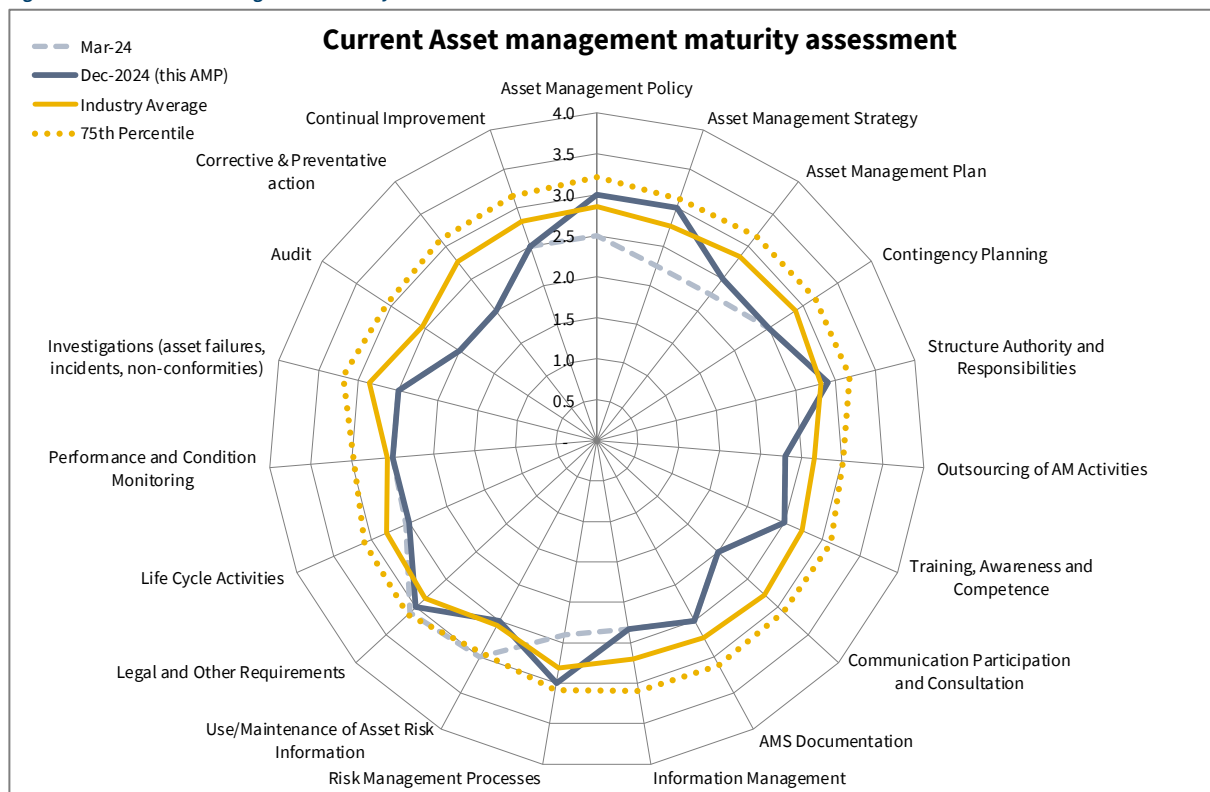 Current Asset management maturity assessment
Mar-24
Dec-2024 (this AMP)
Industry Average
75th Percentile
Asset Management Policy
Asset Management Strategy
Asset Management Plan
Contingency Planning
Structure Authority and
Responsibilities
Outsourcing of AM Activities
Training, Awareness and
Competence
Communication Participation
and Consultation
AMS Documentation
Information Management
Risk Management Processes
Use/Maintenance of Asset Risk
Information
Legal and Other Requirements
Life Cycle Activities
Performance and Condition
Monitoring
Investigations (asset failures,
incidents, non-conformities)
Audit
Corrective & Preventative
action
Continual Improvement
4.0
3.5
3.0
2.5
2.0
1.5
1.0
0.5
-